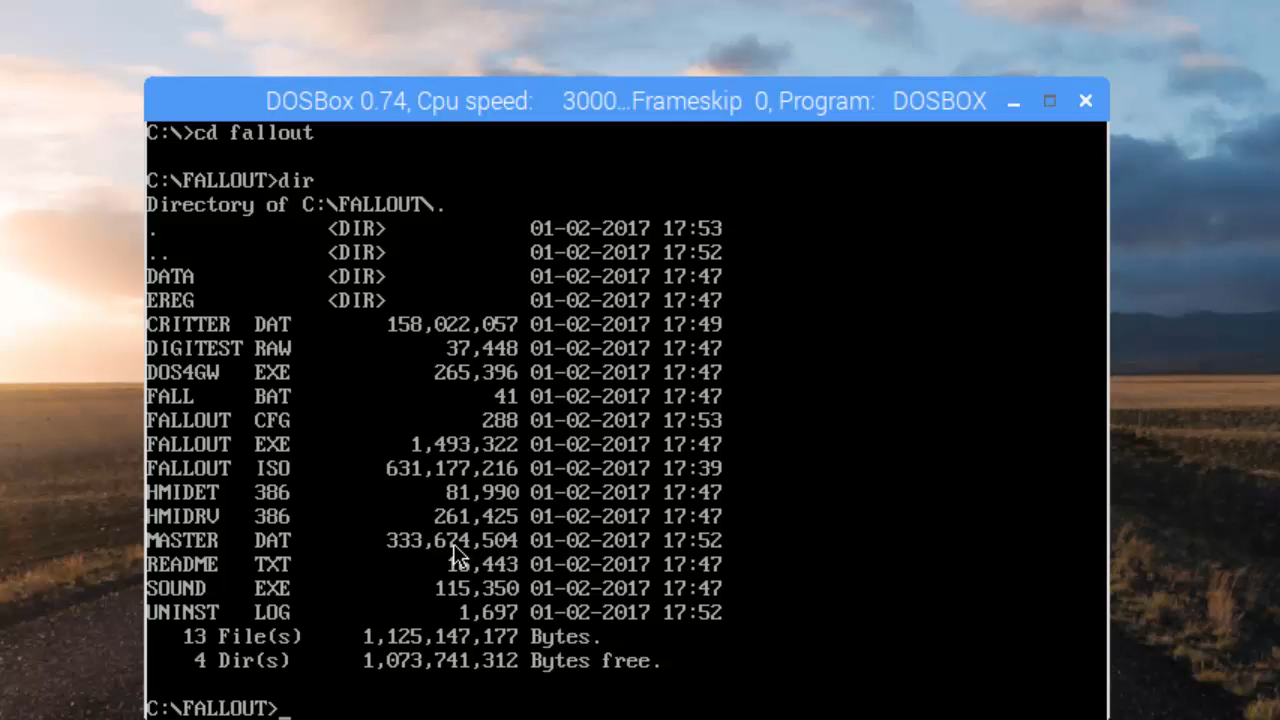 DOSBox 0.74, Cpu speed: 3000...Frameskip 0, Program: DOSBOX
C:\>cd fallout
C:\FALLOUT>dir
Directory of C:\FALLOUT\.
. <DIR> 01-02-2017 17:53
.. <DIR> 01-02-2017 17:52
DATA <DIR> 01-02-2017 17:47
EREG <DIR> 01-02-2017 17:47
CRITTER DAT 158,022,057 01-02-2017 17:49
DIGITEST RAW 37,448 01-02-2017 17:47
DOS4GW EXE 265,396 01-02-2017 17:47
FALL BAT 41 01-02-2017 17:47
FALLOUT CFG 288 01-02-2017 17:53
FALLOUT EXE 1,493,322 01-02-2017 17:47
FALLOUT ISO 631,177,216 01-02-2017 17:39
HMIDET 386 81,990 01-02-2017 17:47
HMIDRV 386 261,425 01-02-2017 17:47
MASTER DAT 333,674,504 01-02-2017 17:52
README TXT 16,443 01-02-2017 17:47
SOUND EXE 115,350 01-02-2017 17:47
UNINST LOG 1,697 01-02-2017 17:52
13 File(s) 1,125,147,177 Bytes.
4 Dir(s) 1,073,741,312 Bytes free.
C:\FALLOUT>_